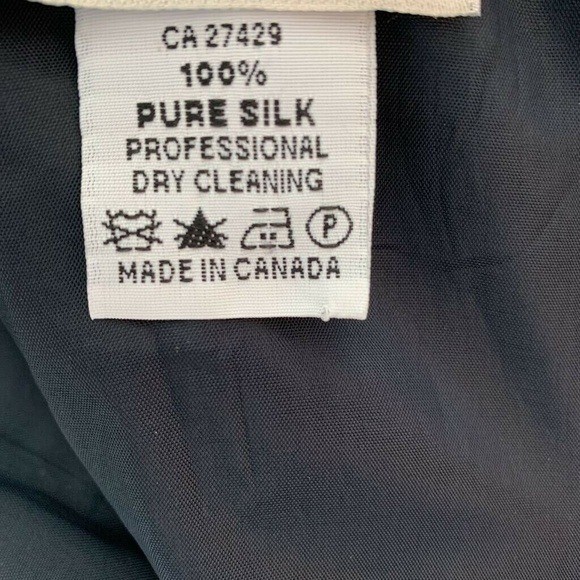 CA 27429
100%
PURE SILK
PROFESSIONAL
DRY CLEANING
P
MADE IN CANADA